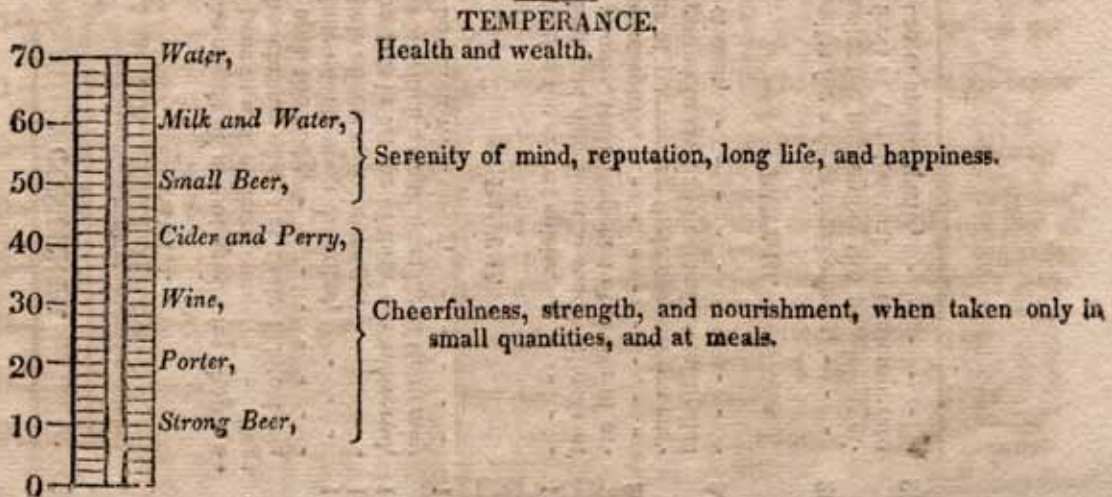 TEMPERANCE.
70 Water, Health and wealth.
60 Milk and Water,
Serenity of mind, reputation, long life, and happiness.
50 Small Beer,
40 Cider and Perry,
30 Wine,
Cheerfulness, strength, and nourishment, when taken only in
small quantities, and at meals.
20 Porter,
10 Strong Beer,
0